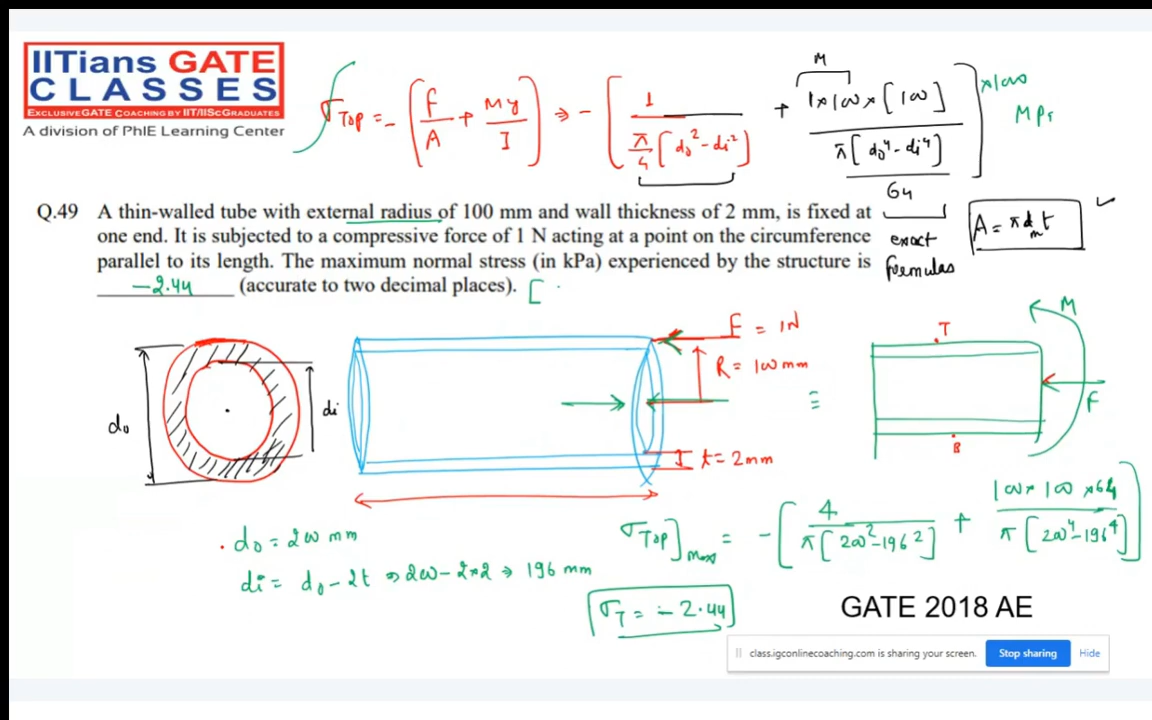 IITians GATE
CLASSES
EXCLUSIVE GATE COACHING BY IIT/IISc GRADUATES
A division of PhIE Learning Center
σTop = - (F/A + My/I) ⇒ - [1/(π/4 [do² - di²]) + 1×100×[100]/(π[do⁴ - di⁴]/64)] ×1000
M
exact
formulas
A = π dm t
Q.49 A thin-walled tube with external radius of 100 mm and wall thickness of 2 mm, is fixed at
one end. It is subjected to a compressive force of 1 N acting at a point on the circumference
parallel to its length. The maximum normal stress (in kPa) experienced by the structure is
-2.44 (accurate to two decimal places). [
F = 1N
R = 100 mm
t = 2mm
do
di
T
B
M
F
≡
do = 200 mm
di = do - 2t ⇒ 200 - 2×2 ⇒ 196 mm
σTop]Max = - [4/(π[200² - 196²]) + 100×100×64/(π[200⁴ - 196⁴])]
σT = - 2.44
GATE 2018 AE
class.igconlinecoaching.com is sharing your screen. Stop sharing Hide